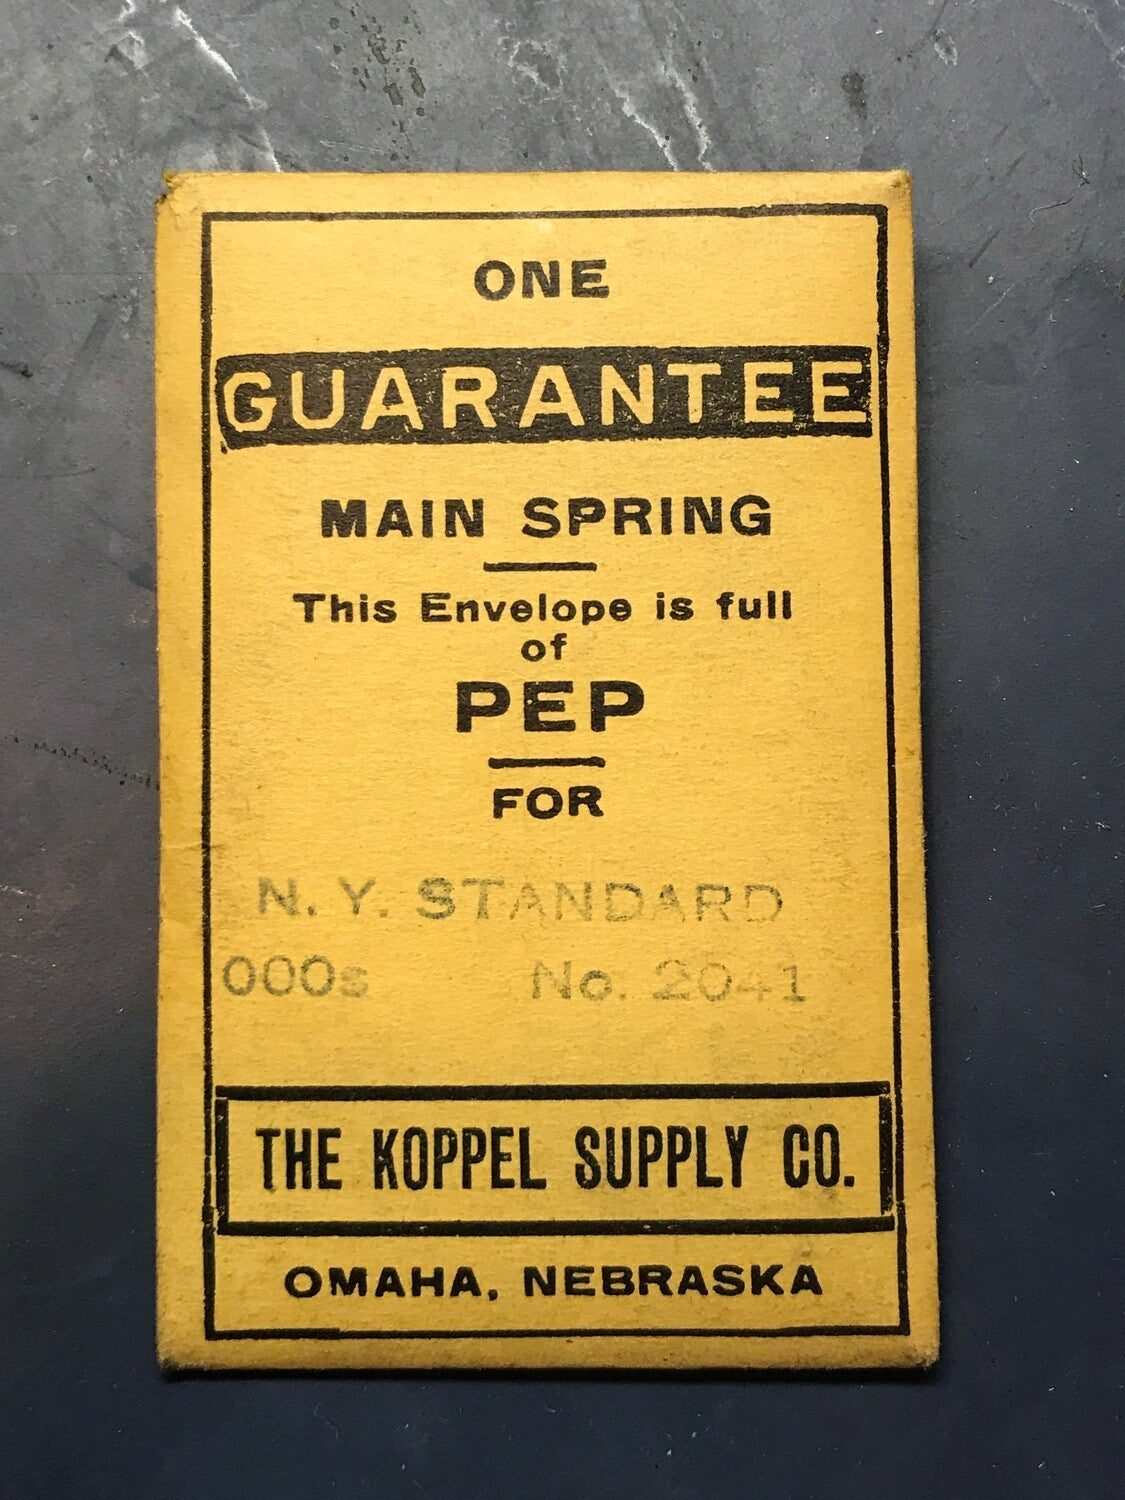 ONE
GUARANTEE
MAIN SPRING
This Envelope is full
of
PEP
FOR
N. Y. STANDARD
000s No. 2041
THE KOPPEL SUPPLY CO.
OMAHA, NEBRASKA